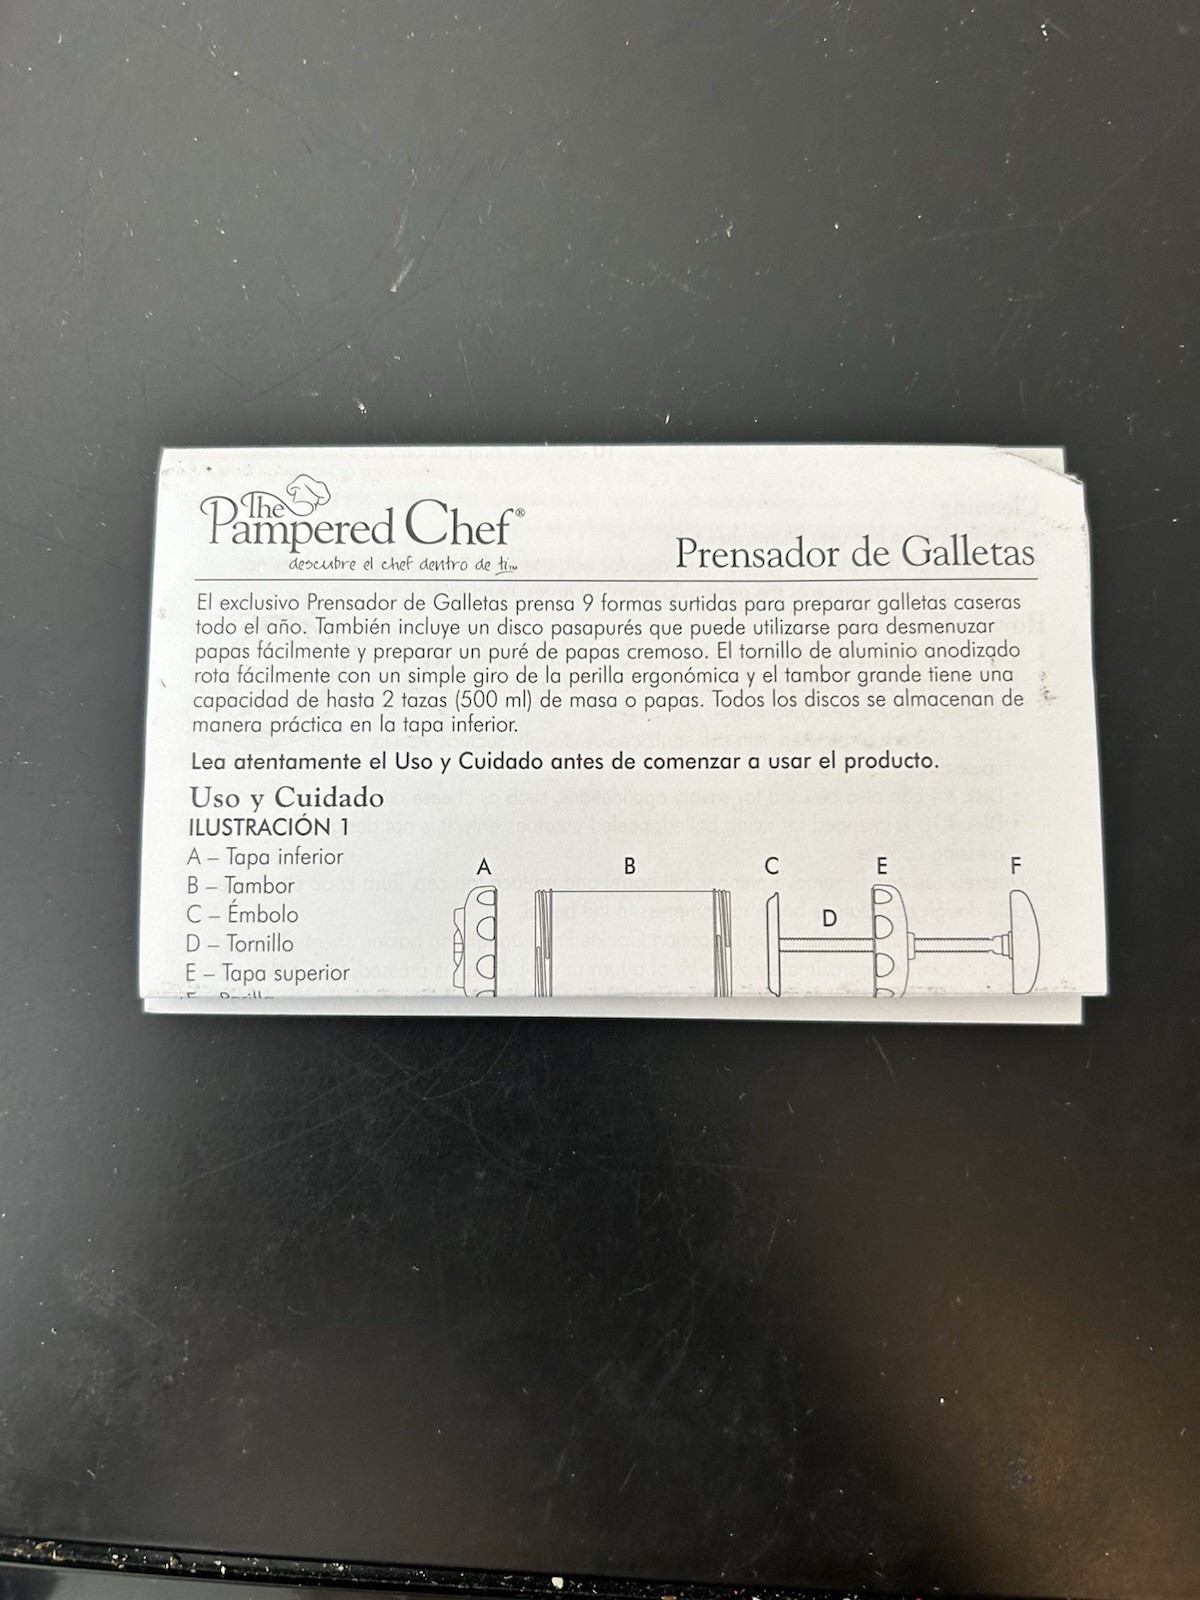 The
Pampered Chef®
descubre el chef dentro de ti™
Prensador de Galletas
El exclusivo Prensador de Galletas prensa 9 formas surtidas para preparar galletas caseras
todo el año. También incluye un disco pasapurés que puede utilizarse para desmenuzar
papas fácilmente y preparar un puré de papas cremoso. El tornillo de aluminio anodizado
rota fácilmente con un simple giro de la perilla ergonómica y el tambor grande tiene una
capacidad de hasta 2 tazas (500 ml) de masa o papas. Todos los discos se almacenan de
manera práctica en la tapa inferior.
Lea atentamente el Uso y Cuidado antes de comenzar a usar el producto.
Uso y Cuidado
ILUSTRACIÓN 1
A – Tapa inferior
B – Tambor
C – Émbolo
D – Tornillo
E – Tapa superior
F – Perilla
A B C E F
D